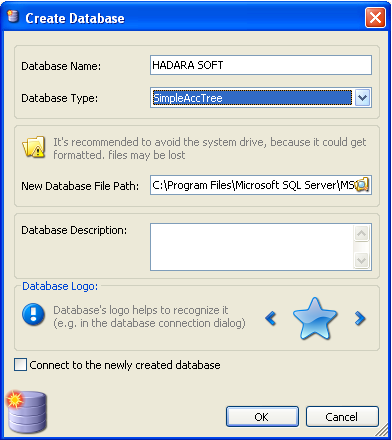 Create Database
Database Name: HADARA SOFT
Database Type: SimpleAccTree
It's recommended to avoid the system drive, because it could get
formatted. files may be lost
New Database File Path: C:\Program Files\Microsoft SQL Server\MS
Database Description:
Database Logo:
Database's logo helps to recognize it
(e.g. in the database connection dialog)
Connect to the newly created database
OK Cancel